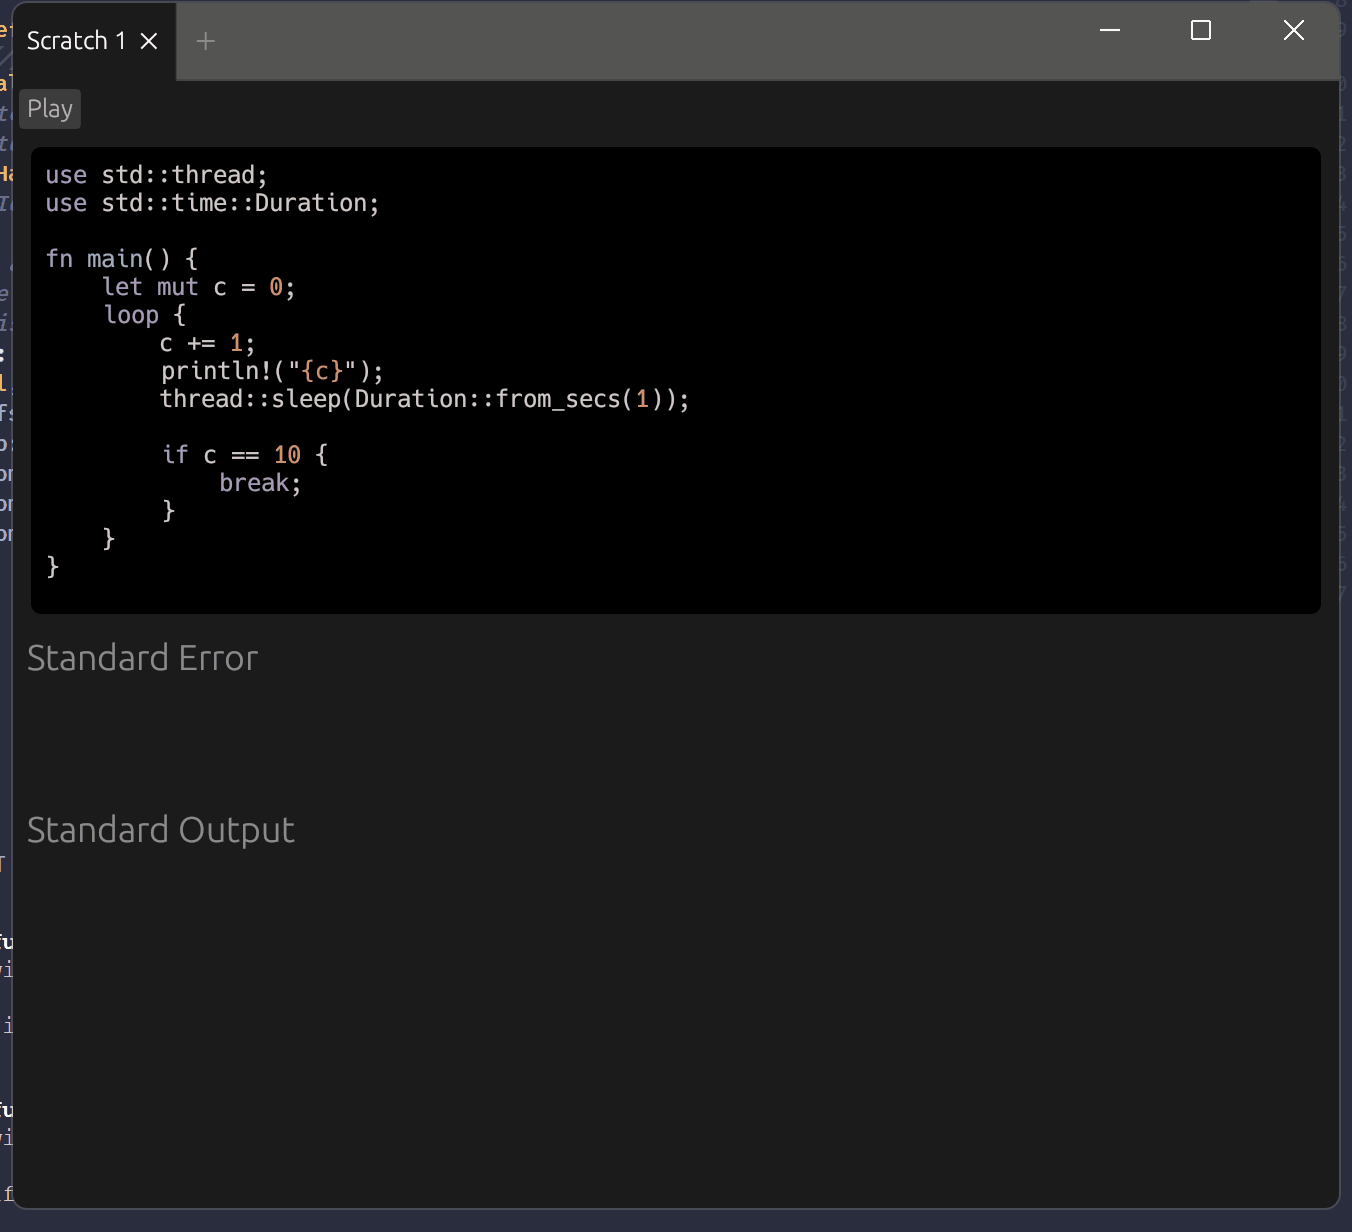 Scratch 1
Play
use std::thread;
use std::time::Duration;
fn main() {
    let mut c = 0;
    loop {
        c += 1;
        println!("{c}");
        thread::sleep(Duration::from_secs(1));
        if c == 10 {
            break;
        }
    }
}
Standard Error
Standard Output